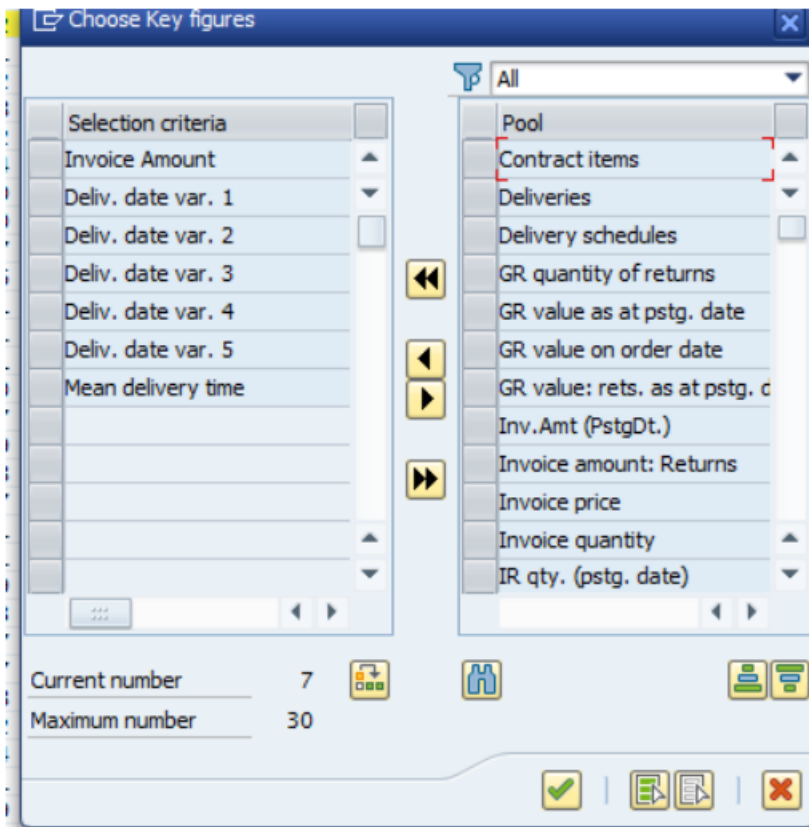 Choose Key figures
All
Selection criteria
Invoice Amount
Deliv. date var. 1
Deliv. date var. 2
Deliv. date var. 3
Deliv. date var. 4
Deliv. date var. 5
Mean delivery time
Pool
Contract items
Deliveries
Delivery schedules
GR quantity of returns
GR value as at pstg. date
GR value on order date
GR value: rets. as at pstg. d
Inv.Amt (PstgDt.)
Invoice amount: Returns
Invoice price
Invoice quantity
IR qty. (pstg. date)
Current number 7
Maximum number 30